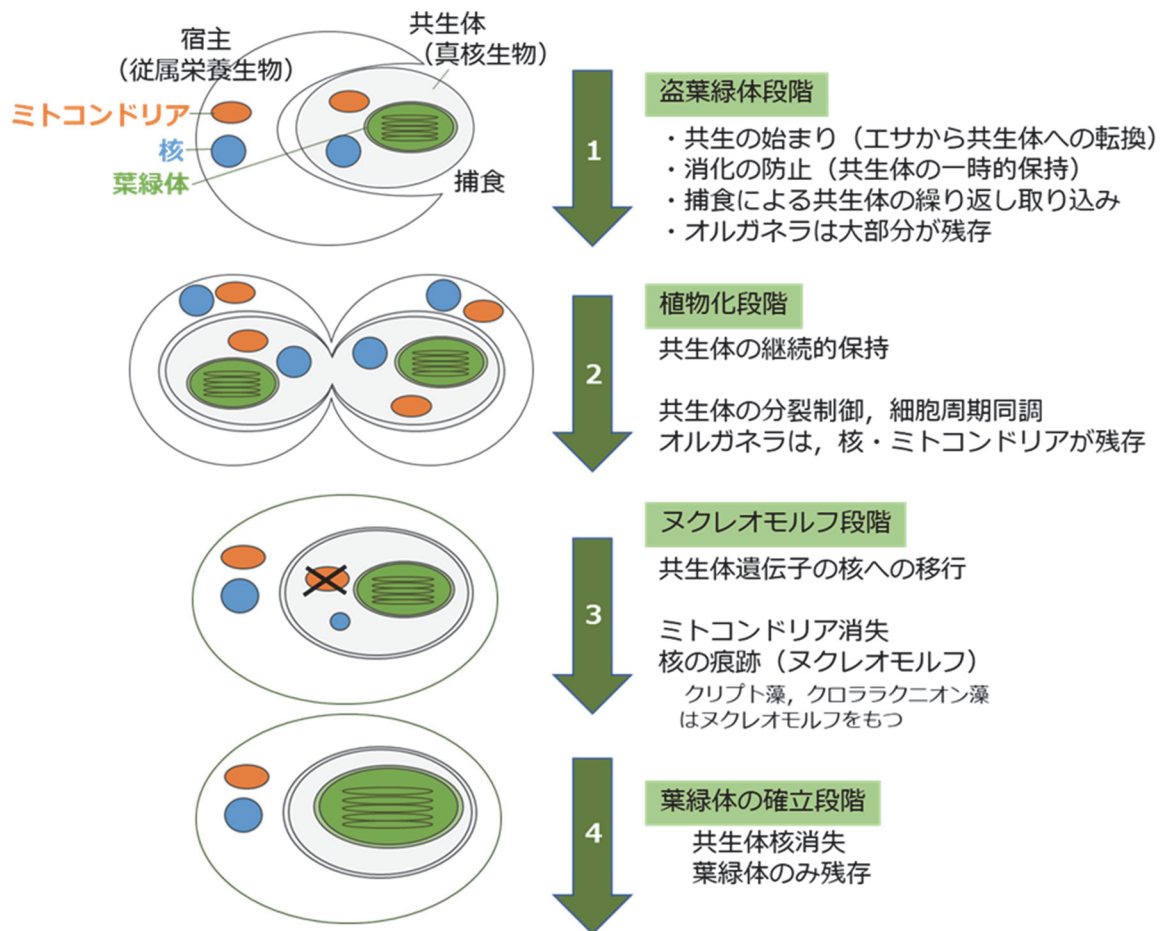 宿主
（従属栄養生物）
共生体
（真核生物）
ミトコンドリア
核
葉緑体
捕食
1
盗葉緑体段階
・共生の始まり（エサから共生体への転換）
・消化の防止（共生体の一時的保持）
・捕食による共生体の繰り返し取り込み
・オルガネラは大部分が残存
2
植物化段階
共生体の継続的保持
共生体の分裂制御，細胞周期同調
オルガネラは，核・ミトコンドリアが残存
3
ヌクレオモルフ段階
共生体遺伝子の核への移行
ミトコンドリア消失
核の痕跡（ヌクレオモルフ）
クリプト藻，クロララクニオン藻
はヌクレオモルフをもつ
4
葉緑体の確立段階
共生体核消失
葉緑体のみ残存